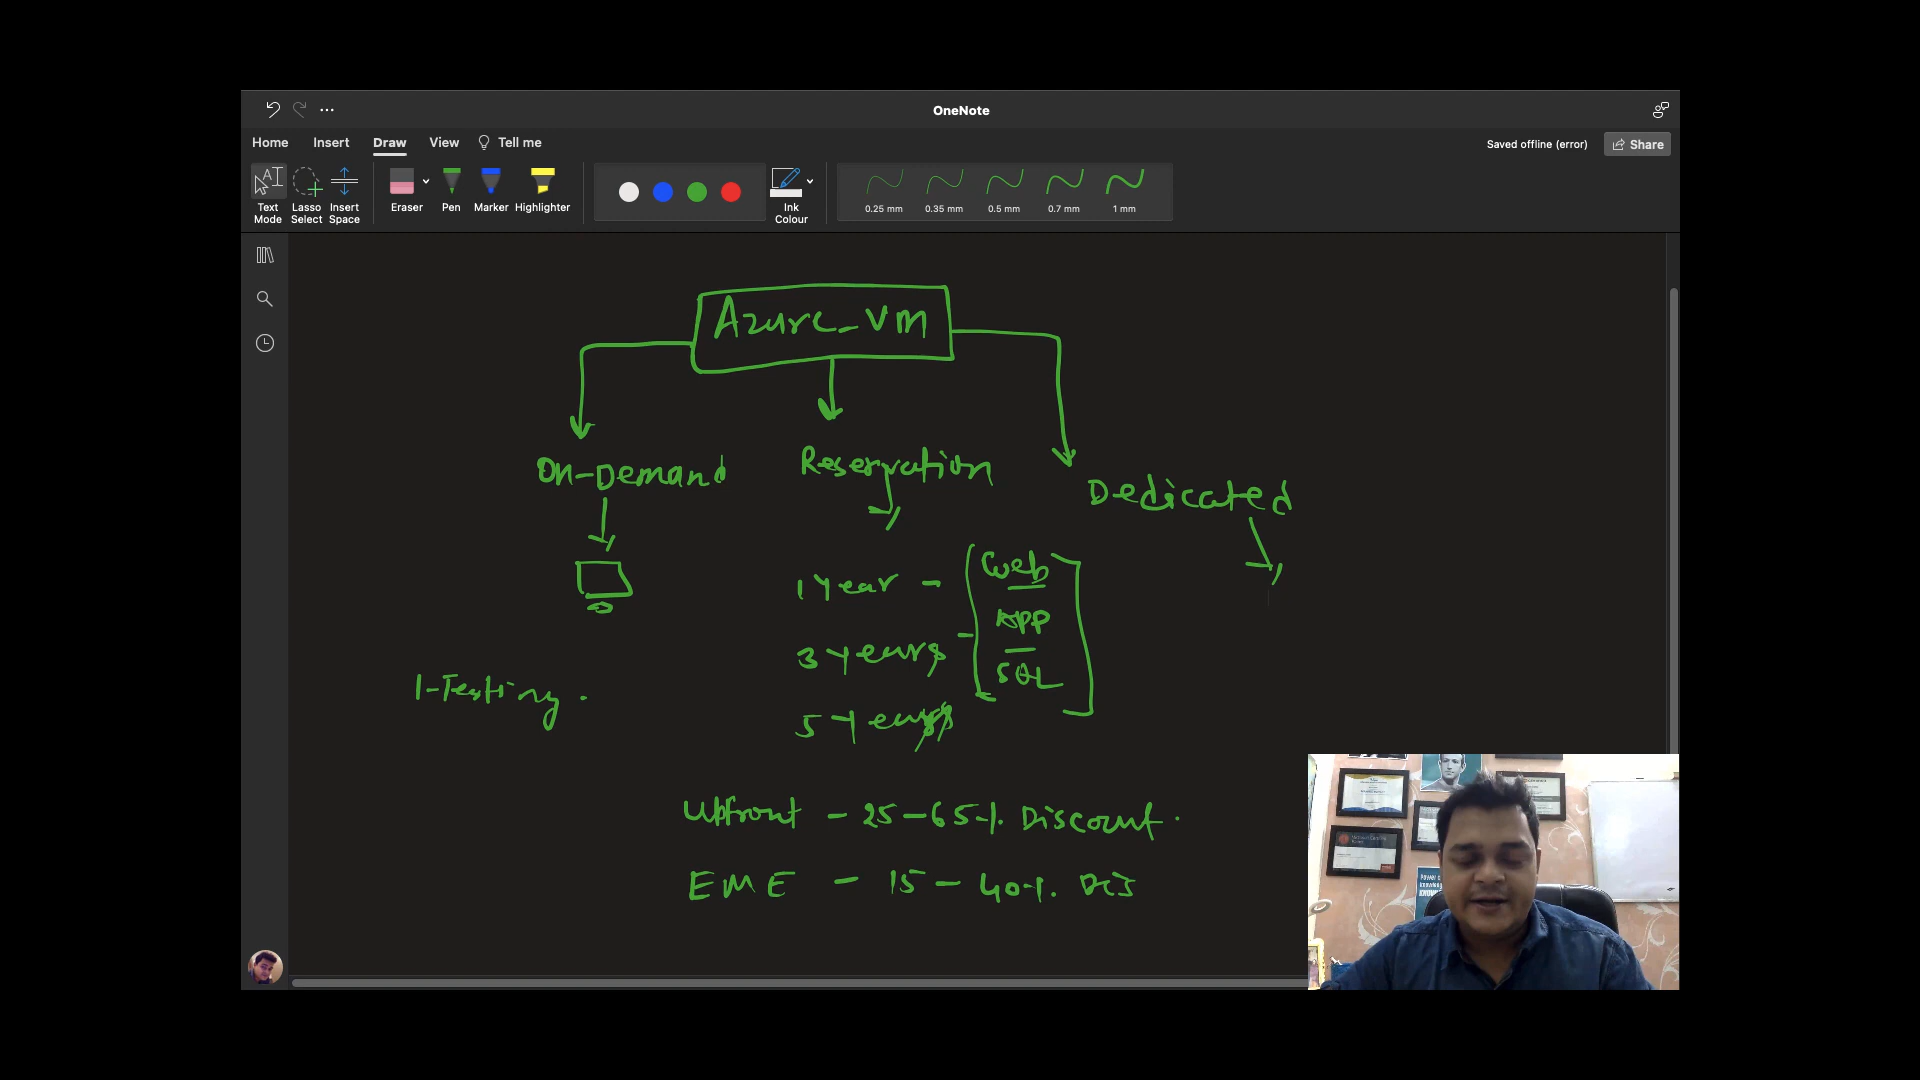 OneNote
Home Insert Draw View Tell me
Saved offline (error) Share
Text Mode
Lasso Select
Insert Space
Eraser
Pen
Marker
Highlighter
Ink Colour
0.25 mm
0.35 mm
0.5 mm
0.7 mm
1 mm
Azure_VM
On-Demand
Reservation
Dedicated
1 Year -
3 years -
5 years
Web
App
SQL
1-Testing.
Upfront - 25-65%. Discount.
EME - 15-40%. Dis